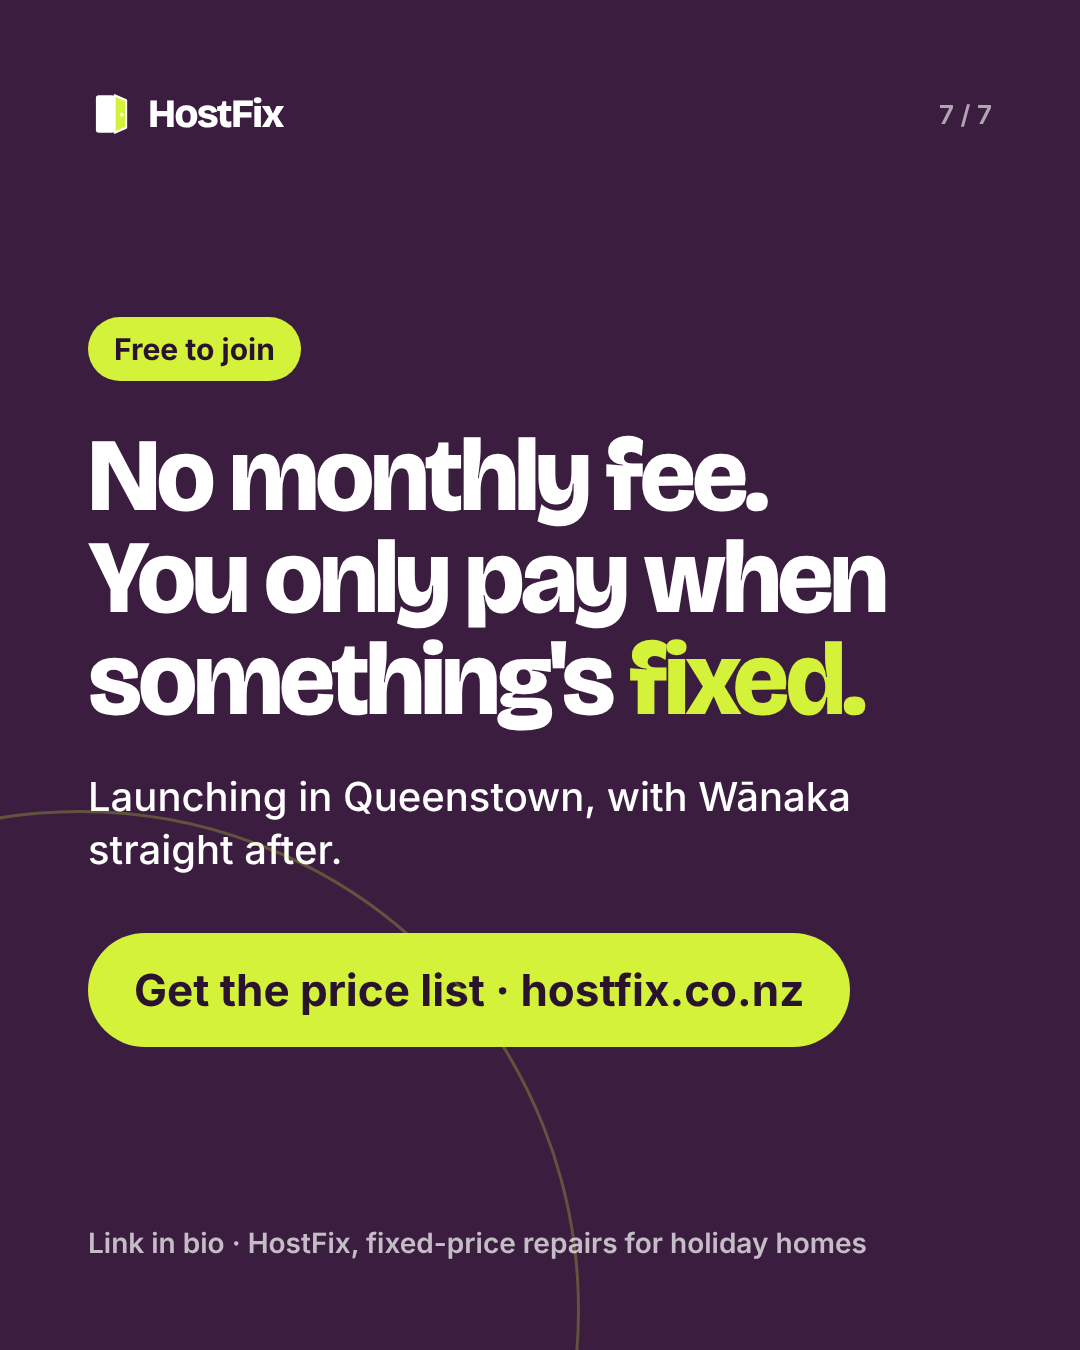 HostFix
7 / 7
Free to join
No monthly fee.
You only pay when
something's fixed.
Launching in Queenstown, with Wānaka
straight after.
Get the price list · hostfix.co.nz
Link in bio · HostFix, fixed-price repairs for holiday homes